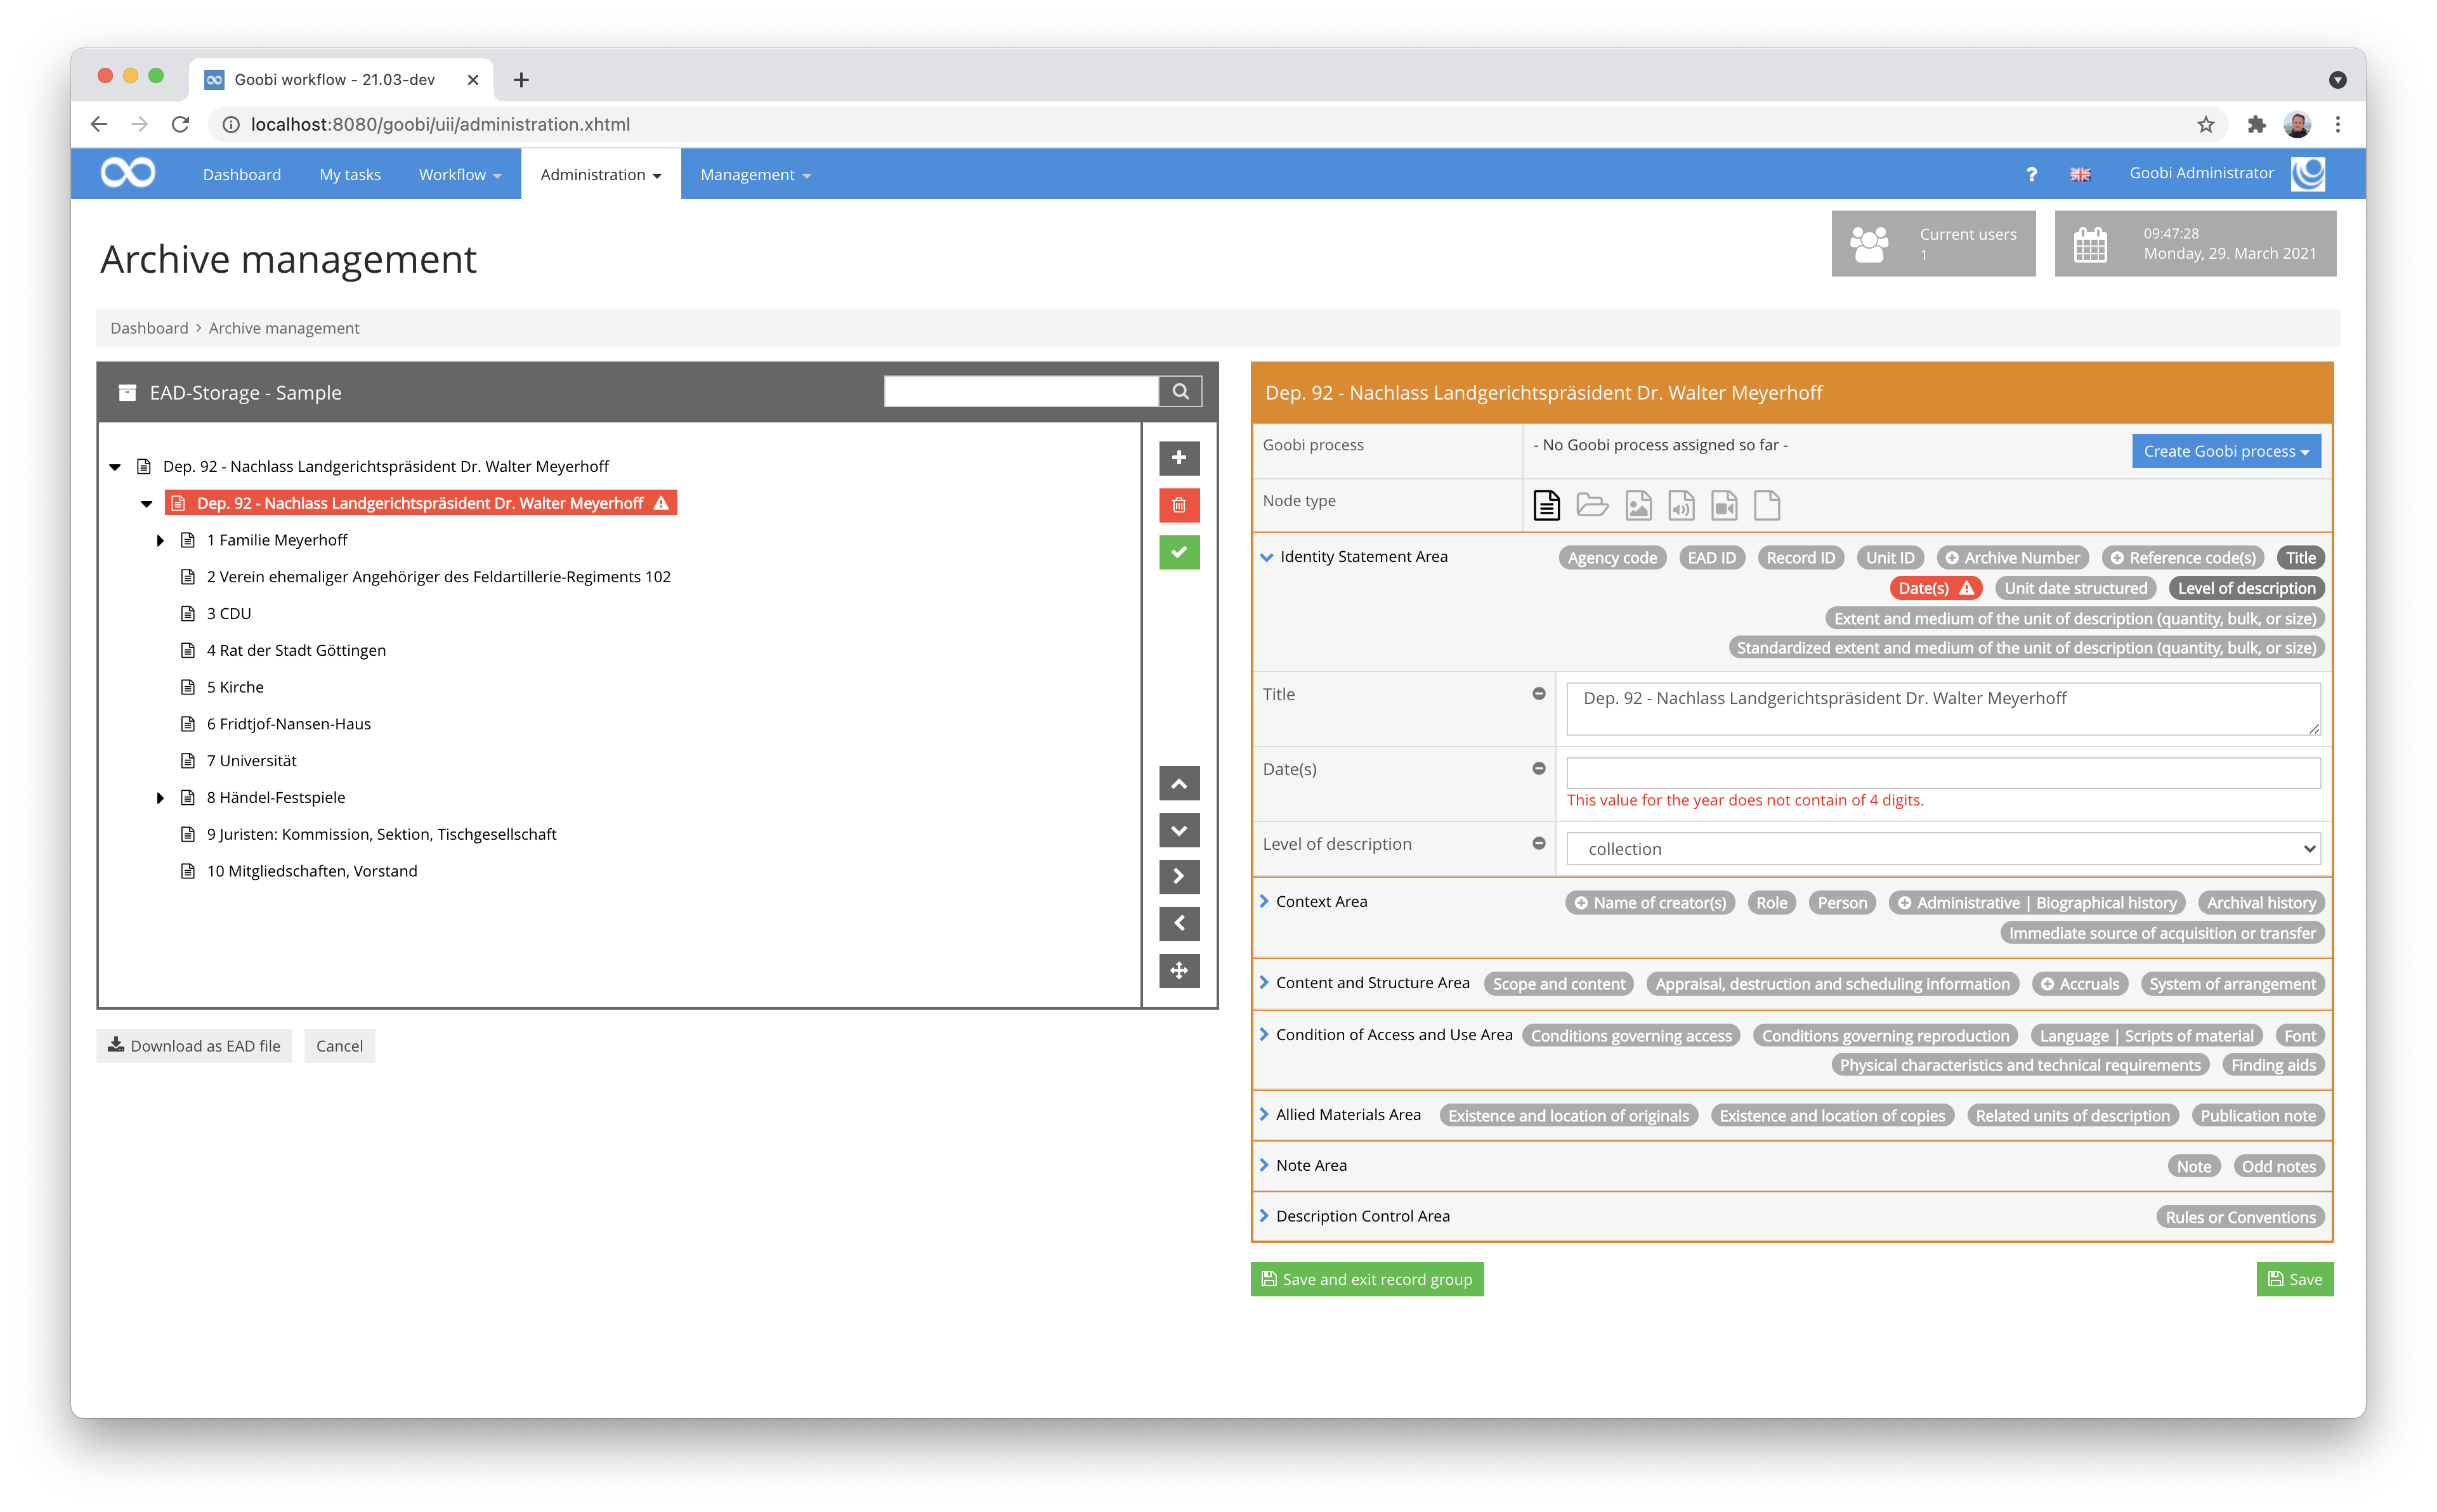 Goobi workflow - 21.03-dev
localhost:8080/goobi/uii/administration.xhtml
Dashboard My tasks Workflow Administration Management ? Goobi Administrator
Archive management
Current users
1
09:47:28
Monday, 29. March 2021
Dashboard > Archive management
EAD-Storage - Sample
Dep. 92 - Nachlass Landgerichtspräsident Dr. Walter Meyerhoff
Dep. 92 - Nachlass Landgerichtspräsident Dr. Walter Meyerhoff
1 Familie Meyerhoff
2 Verein ehemaliger Angehöriger des Feldartillerie-Regiments 102
3 CDU
4 Rat der Stadt Göttingen
5 Kirche
6 Fridtjof-Nansen-Haus
7 Universität
8 Händel-Festspiele
9 Juristen: Kommission, Sektion, Tischgesellschaft
10 Mitgliedschaften, Vorstand
Download as EAD file Cancel
Dep. 92 - Nachlass Landgerichtspräsident Dr. Walter Meyerhoff
Goobi process - No Goobi process assigned so far - Create Goobi process
Node type
Identity Statement Area Agency code EAD ID Record ID Unit ID Archive Number Reference code(s) Title
Date(s) Unit date structured Level of description
Extent and medium of the unit of description (quantity, bulk, or size)
Standardized extent and medium of the unit of description (quantity, bulk, or size)
Title Dep. 92 - Nachlass Landgerichtspräsident Dr. Walter Meyerhoff
Date(s)
This value for the year does not contain of 4 digits.
Level of description collection
Context Area Name of creator(s) Role Person Administrative | Biographical history Archival history
Immediate source of acquisition or transfer
Content and Structure Area Scope and content Appraisal, destruction and scheduling information Accruals System of arrangement
Condition of Access and Use Area Conditions governing access Conditions governing reproduction Language | Scripts of material Font
Physical characteristics and technical requirements Finding aids
Allied Materials Area Existence and location of originals Existence and location of copies Related units of description Publication note
Note Area Note Odd notes
Description Control Area Rules or Conventions
Save and exit record group Save